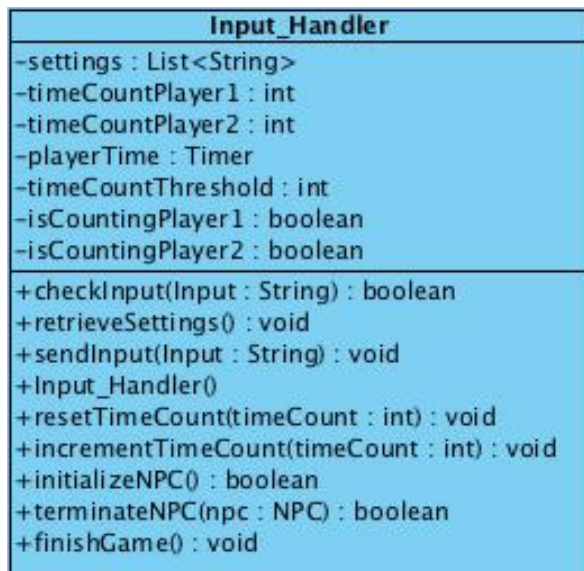 Input_Handler
-settings : List<String>
-timeCountPlayer1 : int
-timeCountPlayer2 : int
-playerTime : Timer
-timeCountThreshold : int
-isCountingPlayer1 : boolean
-isCountingPlayer2 : boolean
+checkInput(Input : String) : boolean
+retrieveSettings() : void
+sendInput(Input : String) : void
+Input_Handler()
+resetTimeCount(timeCount : int) : void
+incrementTimeCount(timeCount : int) : void
+initializeNPC() : boolean
+terminateNPC(npc : NPC) : boolean
+finishGame() : void